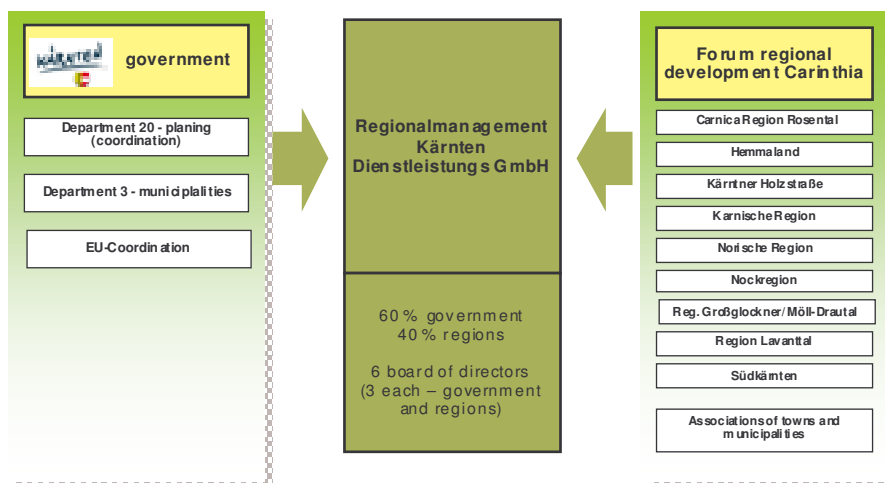 KÄRNTEN
government
Department 20 - planing
(coordination)
Department 3 - municiplalities
EU-Coordination
Regionalmanagement
Kärnten
Dienstleistungs GmbH
60 % government
40 % regions
6 board of directors
(3 each – government
and regions)
Forum regional
development Carinthia
Carnica Region Rosental
Hemmaland
Kärntner Holzstraße
Karnische Region
Norische Region
Nockregion
Reg. Großglockner/Möll-Drautal
Region Lavanttal
Südkärnten
Associations of towns and
municipalities